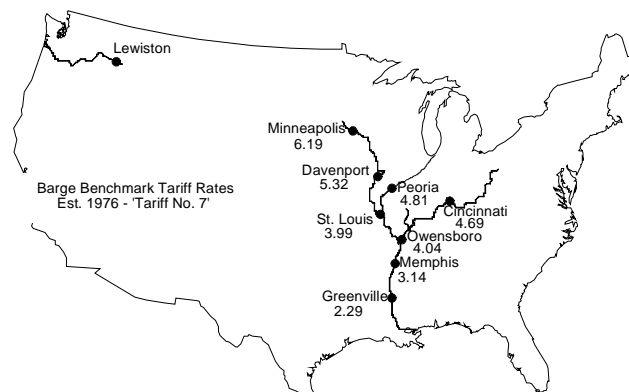 Lewiston
Minneapolis
6.19
Davenport
5.32
Peoria
4.81
Barge Benchmark Tariff Rates
Est. 1976 - 'Tariff No. 7'
Cincinnati
4.69
St. Louis
3.99
Owensboro
4.04
Memphis
3.14
Greenville
2.29